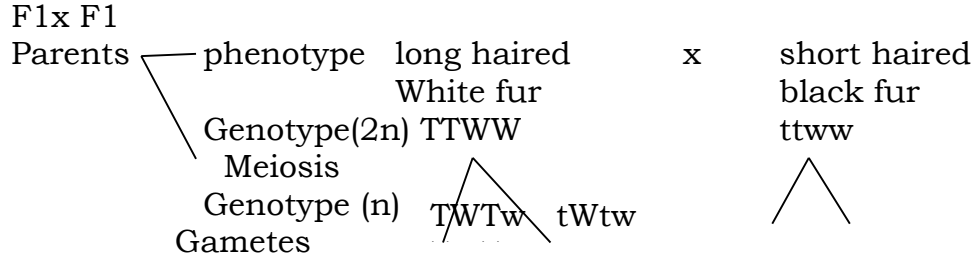 F1x F1
Parents phenotype long haired x short haired
White fur black fur
Genotype(2n) TTWW ttww
Meiosis
Genotype (n) TWTw tWtw
Gametes